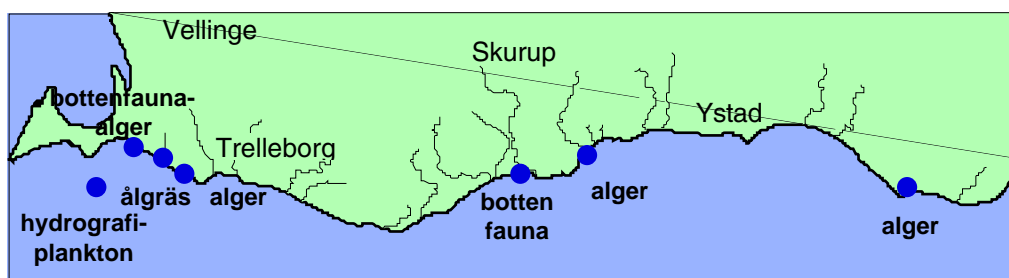 Vellinge
Skurup
bottenfauna-
alger
Ystad
Trelleborg
ålgräs
alger
alger
botten
fauna
hydrografi-
plankton
alger